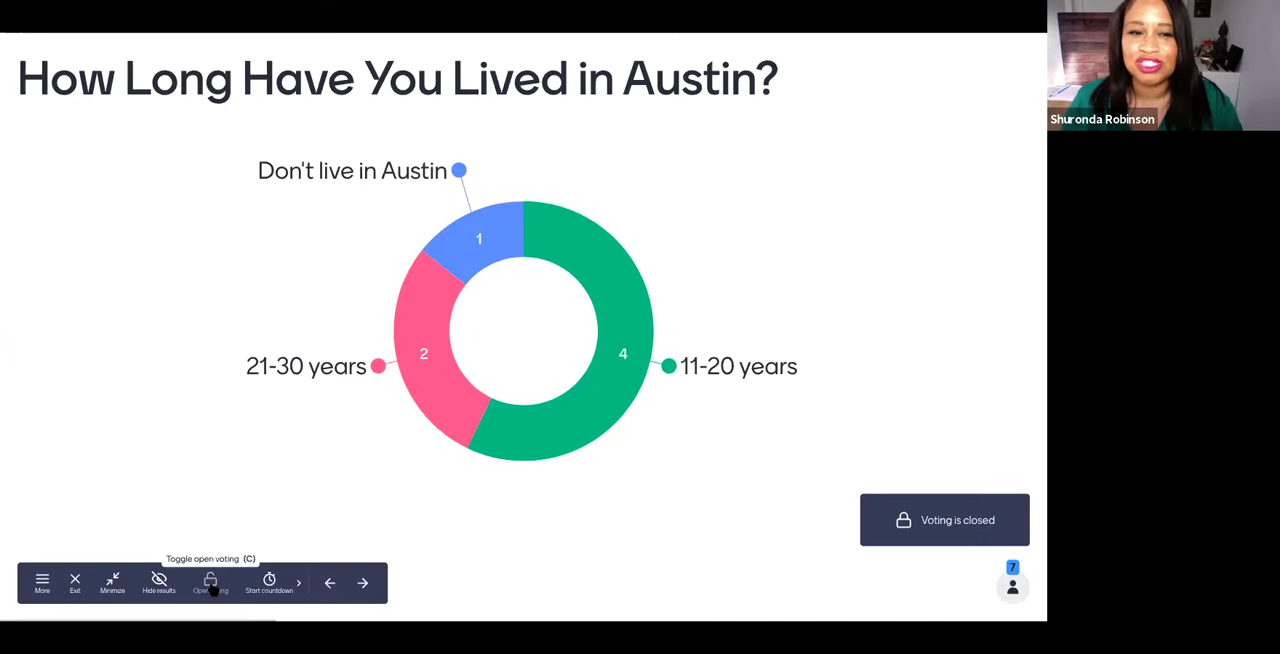 How Long Have You Lived in Austin?
Shuronda Robinson
Don't live in Austin
1
21-30 years
2
4
11-20 years
Voting is closed
Toggle open voting (C)
More
Exit
Minimize
Hide results
Start countdown
7